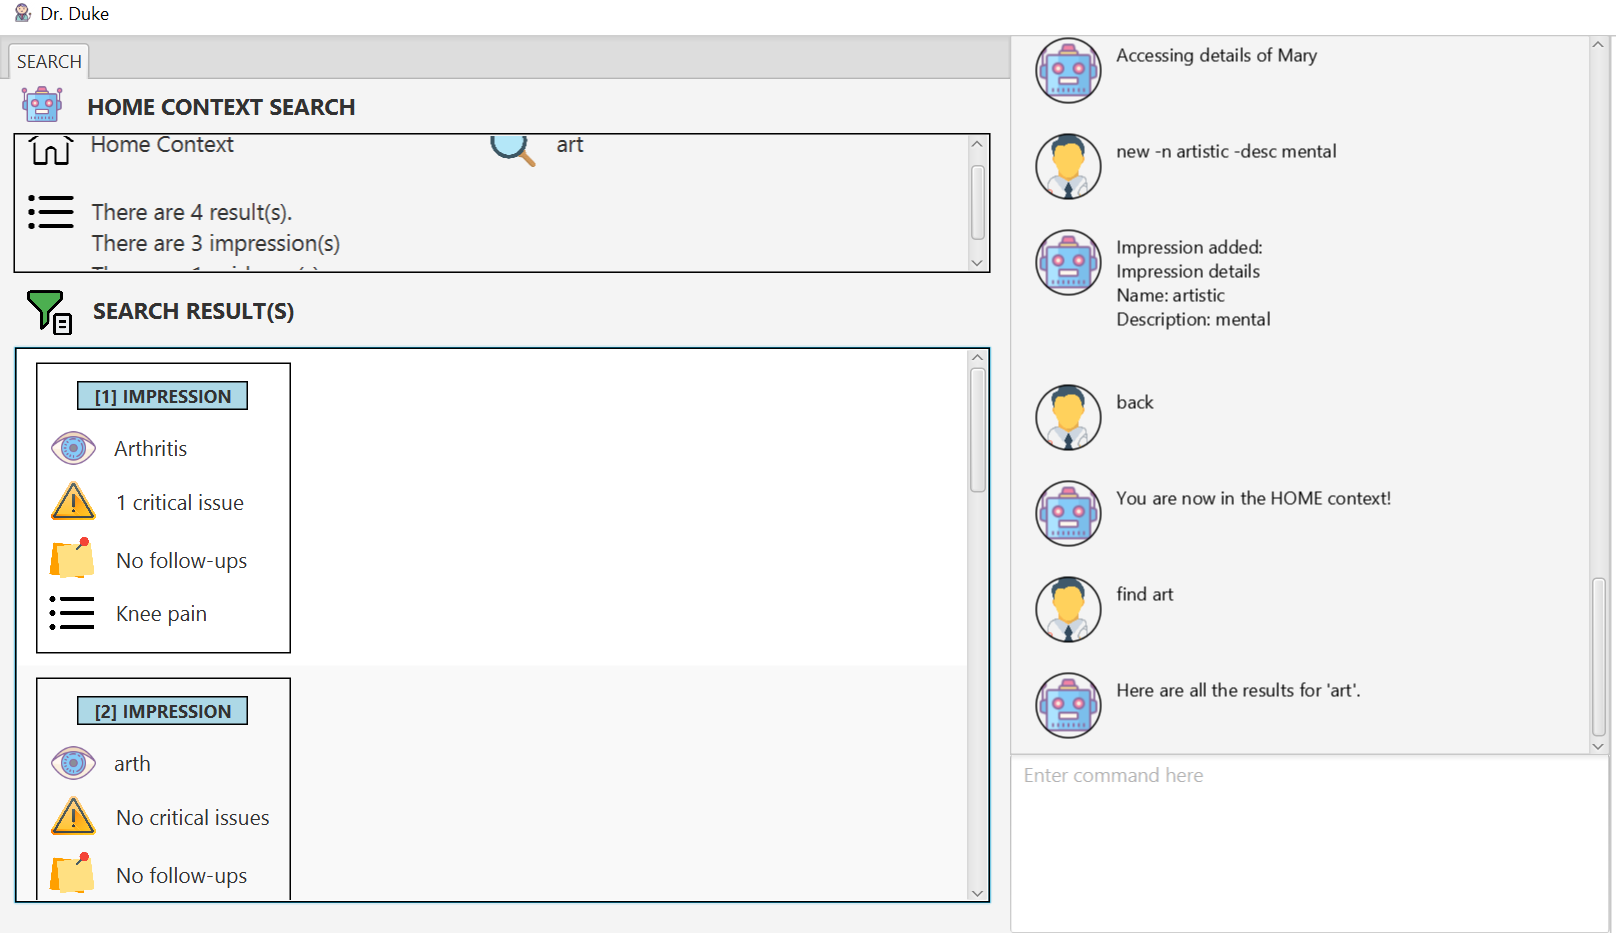 Dr. Duke
SEARCH
HOME CONTEXT SEARCH
Home Context
art
There are 4 result(s).
There are 3 impression(s)
SEARCH RESULT(S)
[1] IMPRESSION
Arthritis
1 critical issue
No follow-ups
Knee pain
[2] IMPRESSION
arth
No critical issues
No follow-ups
Accessing details of Mary
new -n artistic -desc mental
Impression added:
Impression details
Name: artistic
Description: mental
back
You are now in the HOME context!
find art
Here are all the results for 'art'.
Enter command here